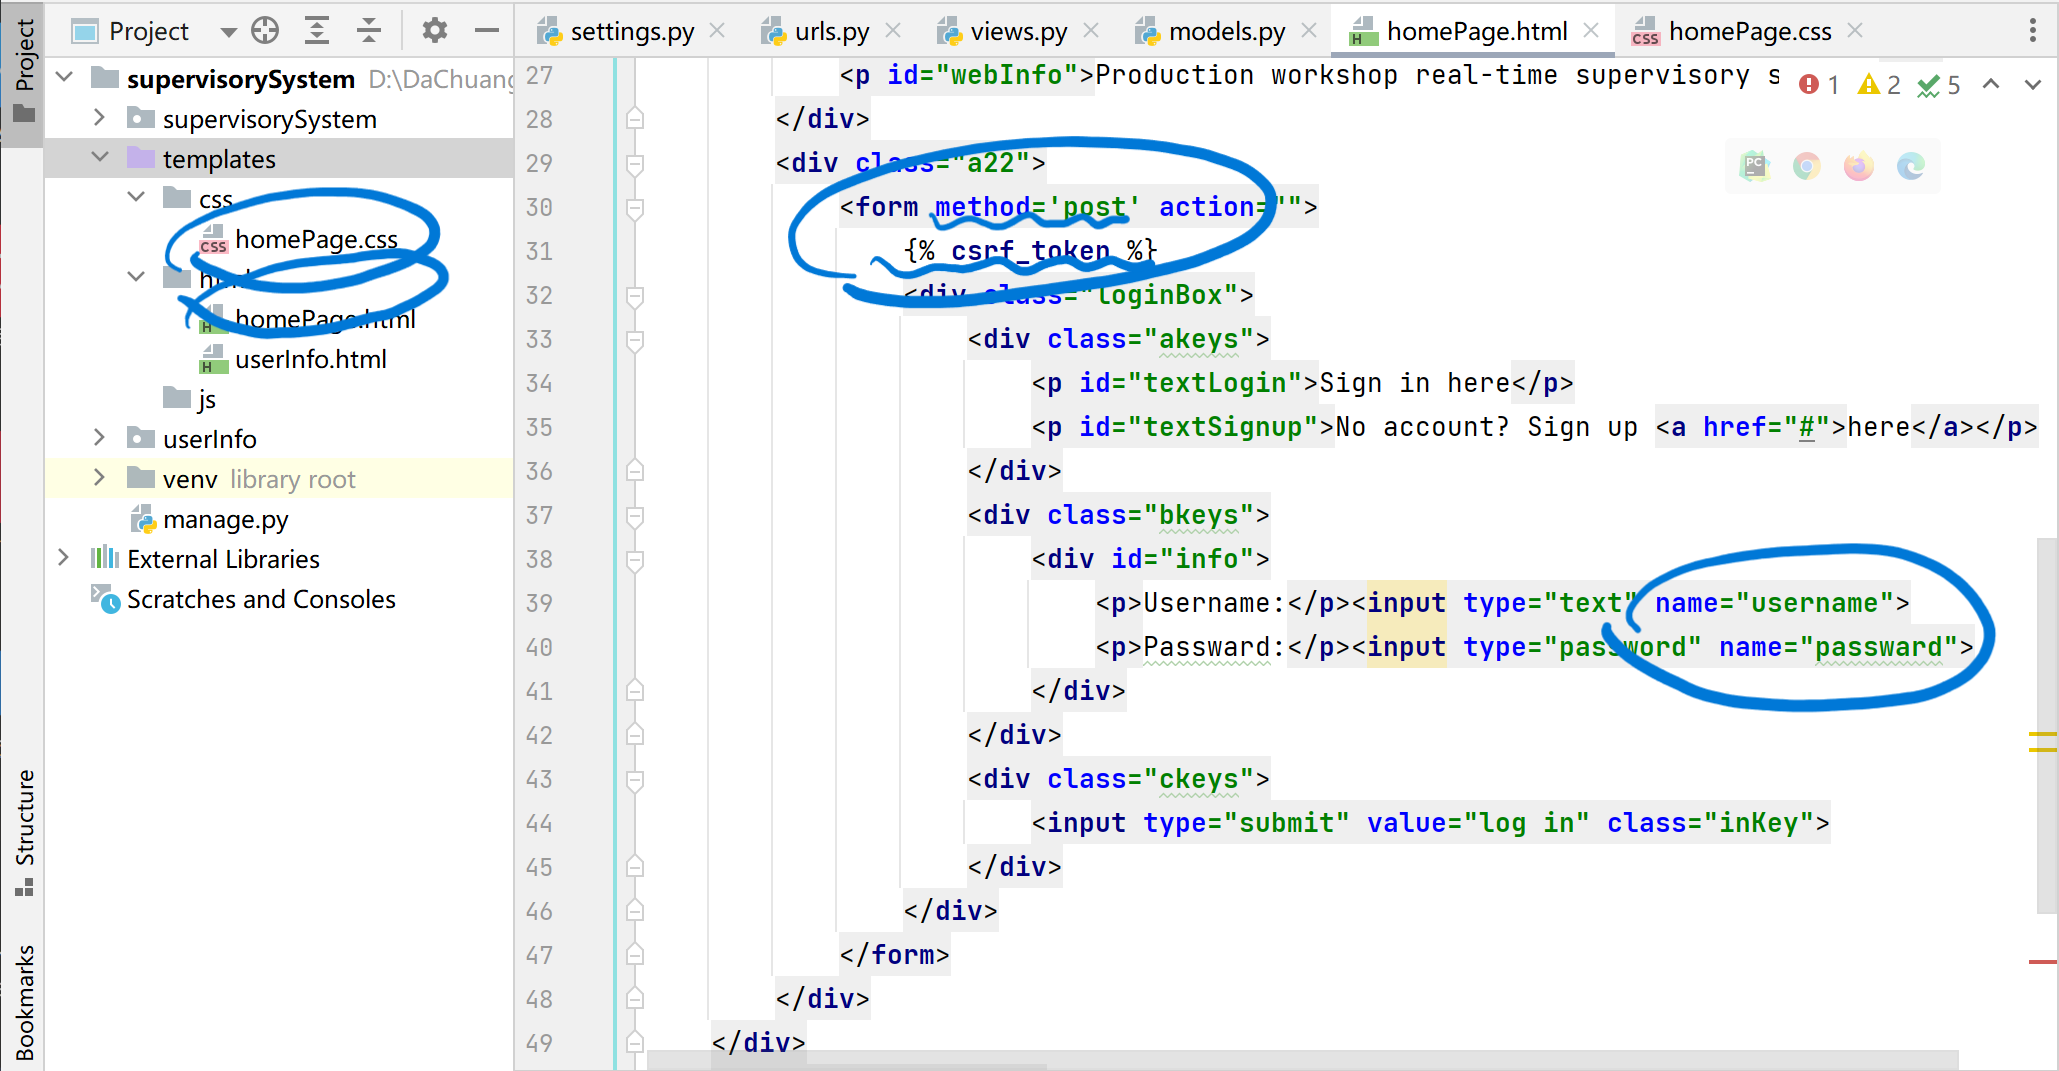 Project
settings.py
urls.py
views.py
models.py
homePage.html
homePage.css
Project
supervisorySystem D:\DaChuang
supervisorySystem
templates
css
homePage.css
homePage.html
userInfo.html
js
userInfo
venv library root
manage.py
External Libraries
Scratches and Consoles
Structure
Bookmarks
1 2 5
27 <p id="webInfo">Production workshop real-time supervisory s
28 </div>
29 <div class="a22">
30 <form method='post' action="">
31 {% csrf_token %}
32 <div class="loginBox">
33 <div class="akeys">
34 <p id="textLogin">Sign in here</p>
35 <p id="textSignup">No account? Sign up <a href="#">here</a></p>
36 </div>
37 <div class="bkeys">
38 <div id="info">
39 <p>Username:</p><input type="text" name="username">
40 <p>Passward:</p><input type="password" name="passward">
41 </div>
42 </div>
43 <div class="ckeys">
44 <input type="submit" value="log in" class="inKey">
45 </div>
46 </div>
47 </form>
48 </div>
49 </div>